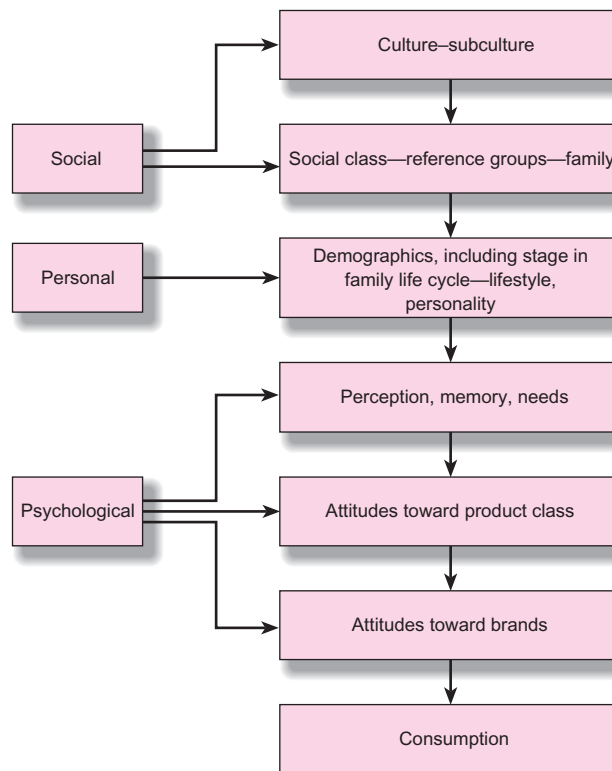 Culture–subculture
Social
Social class—reference groups—family
Personal
Demographics, including stage in
family life cycle—lifestyle,
personality
Perception, memory, needs
Psychological
Attitudes toward product class
Attitudes toward brands
Consumption